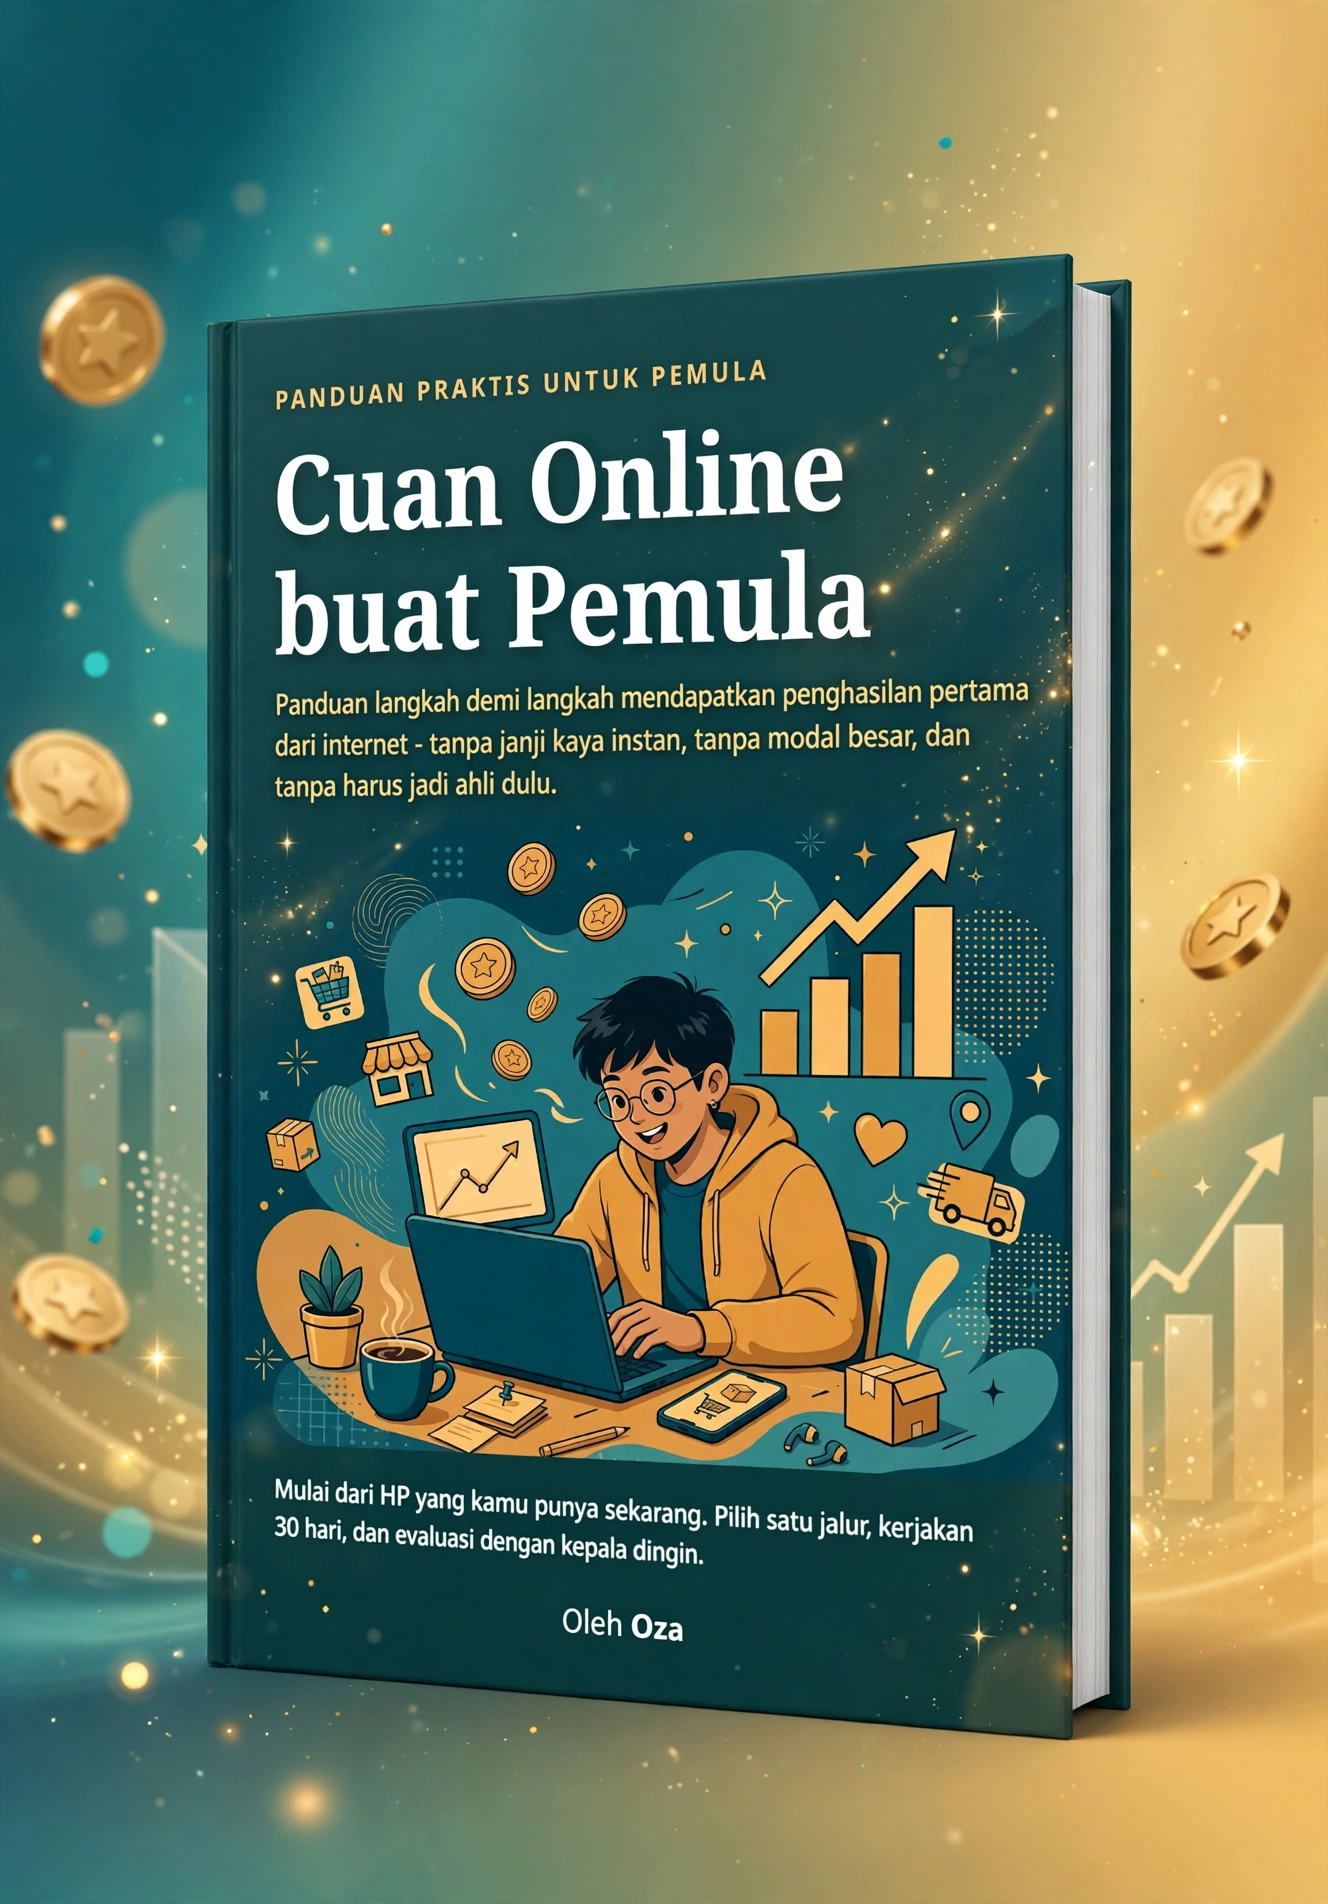 PANDUAN PRAKTIS UNTUK PEMULA
Cuan Online
buat Pemula
Panduan langkah demi langkah mendapatkan penghasilan pertama
dari internet - tanpa janji kaya instan, tanpa modal besar, dan
tanpa harus jadi ahli dulu.
Mulai dari HP yang kamu punya sekarang. Pilih satu jalur, kerjakan
30 hari, dan evaluasi dengan kepala dingin.
Oleh Oza